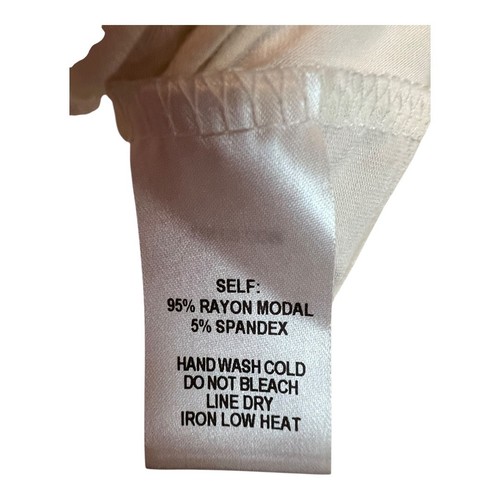 SELF:
95% RAYON MODAL
5% SPANDEX
HAND WASH COLD
DO NOT BLEACH
LINE DRY
IRON LOW HEAT